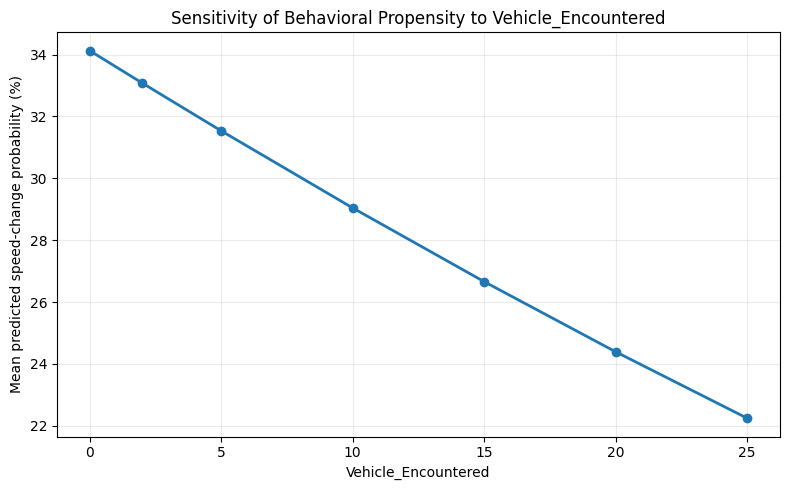 Sensitivity of Behavioral Propensity to Vehicle_Encountered
Mean predicted speed-change probability (%)
34
32
30
28
26
24
22
0 5 10 15 20 25
Vehicle_Encountered